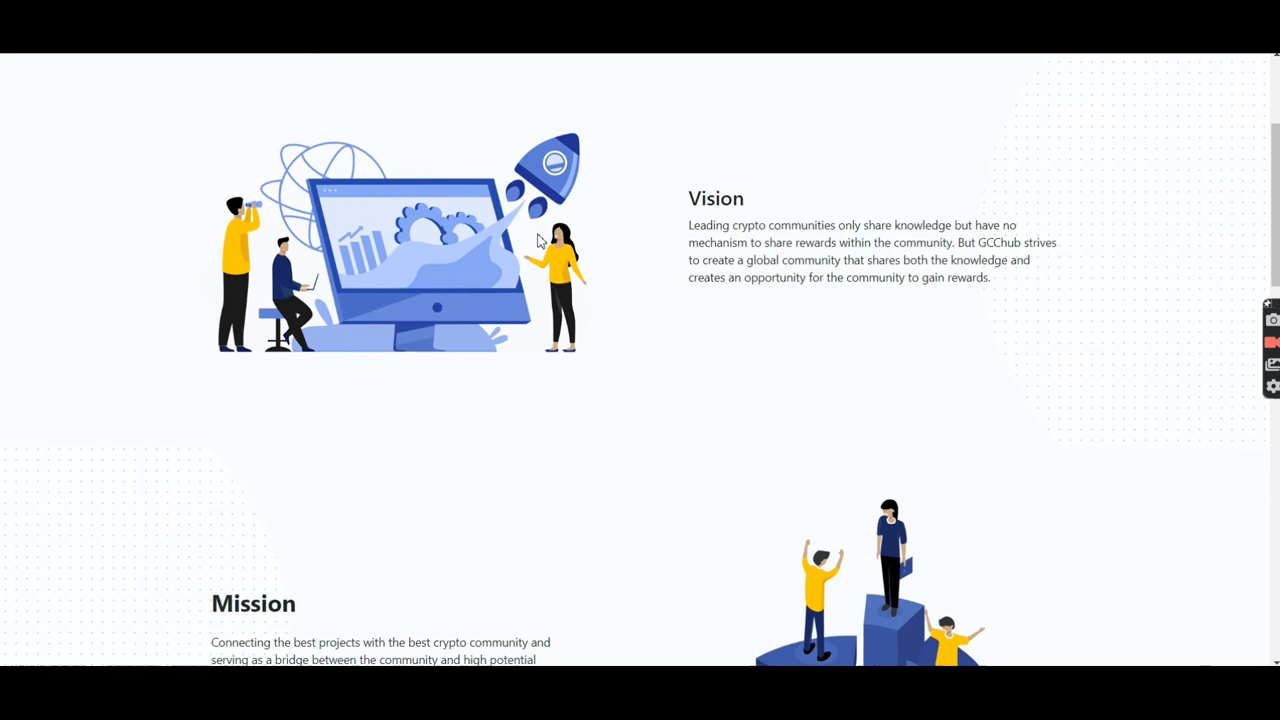 Vision
Leading crypto communities only share knowledge but have no
mechanism to share rewards within the community. But GCChub strives
to create a global community that shares both the knowledge and
creates an opportunity for the community to gain rewards.
Mission
Connecting the best projects with the best crypto community and
serving as a bridge between the community and high potential